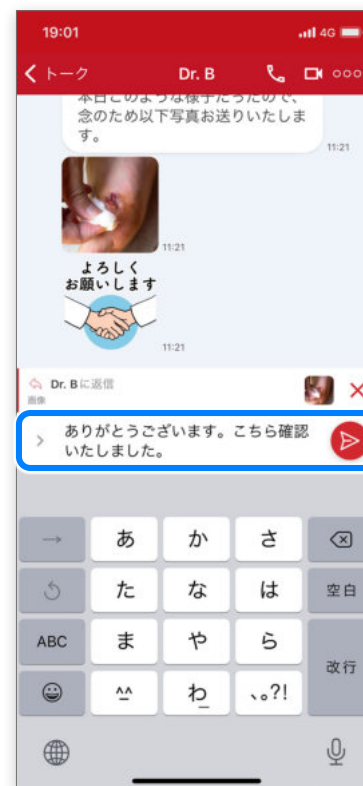 19:01
4G
トーク
Dr. B
本日このような様子だったので、
念のため以下写真お送りいたしま
す。
11:21
11:21
よろしく
お願いします
11:21
Dr. Bに返信
画像
ありがとうございます。こちら確認
いたしました。
→ あ か さ
た な は 空白
ABC ま や ら
改行
^^ わ 、。?!